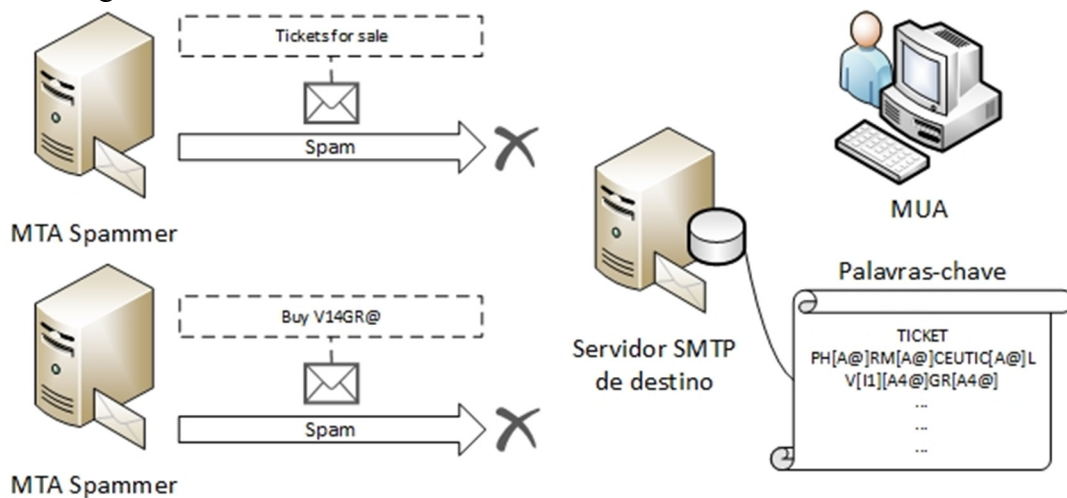 Tickets for sale
Spam
MTA Spammer
Buy V14GR@
Spam
MTA Spammer
Servidor SMTP
de destino
MUA
Palavras-chave
TICKET
PH[A@]RM[A@]CEUTIC[A@]L
V[I1][A4@]GR[A4@]
...
...
...